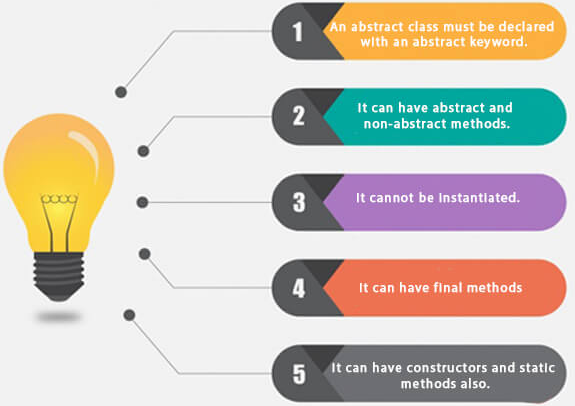 1
An abstract class must be declared
with an abstract keyword.
2
It can have abstract and
non-abstract methods.
3
It cannot be instantiated.
4
It can have final methods
5
It can have constructors and static
methods also.